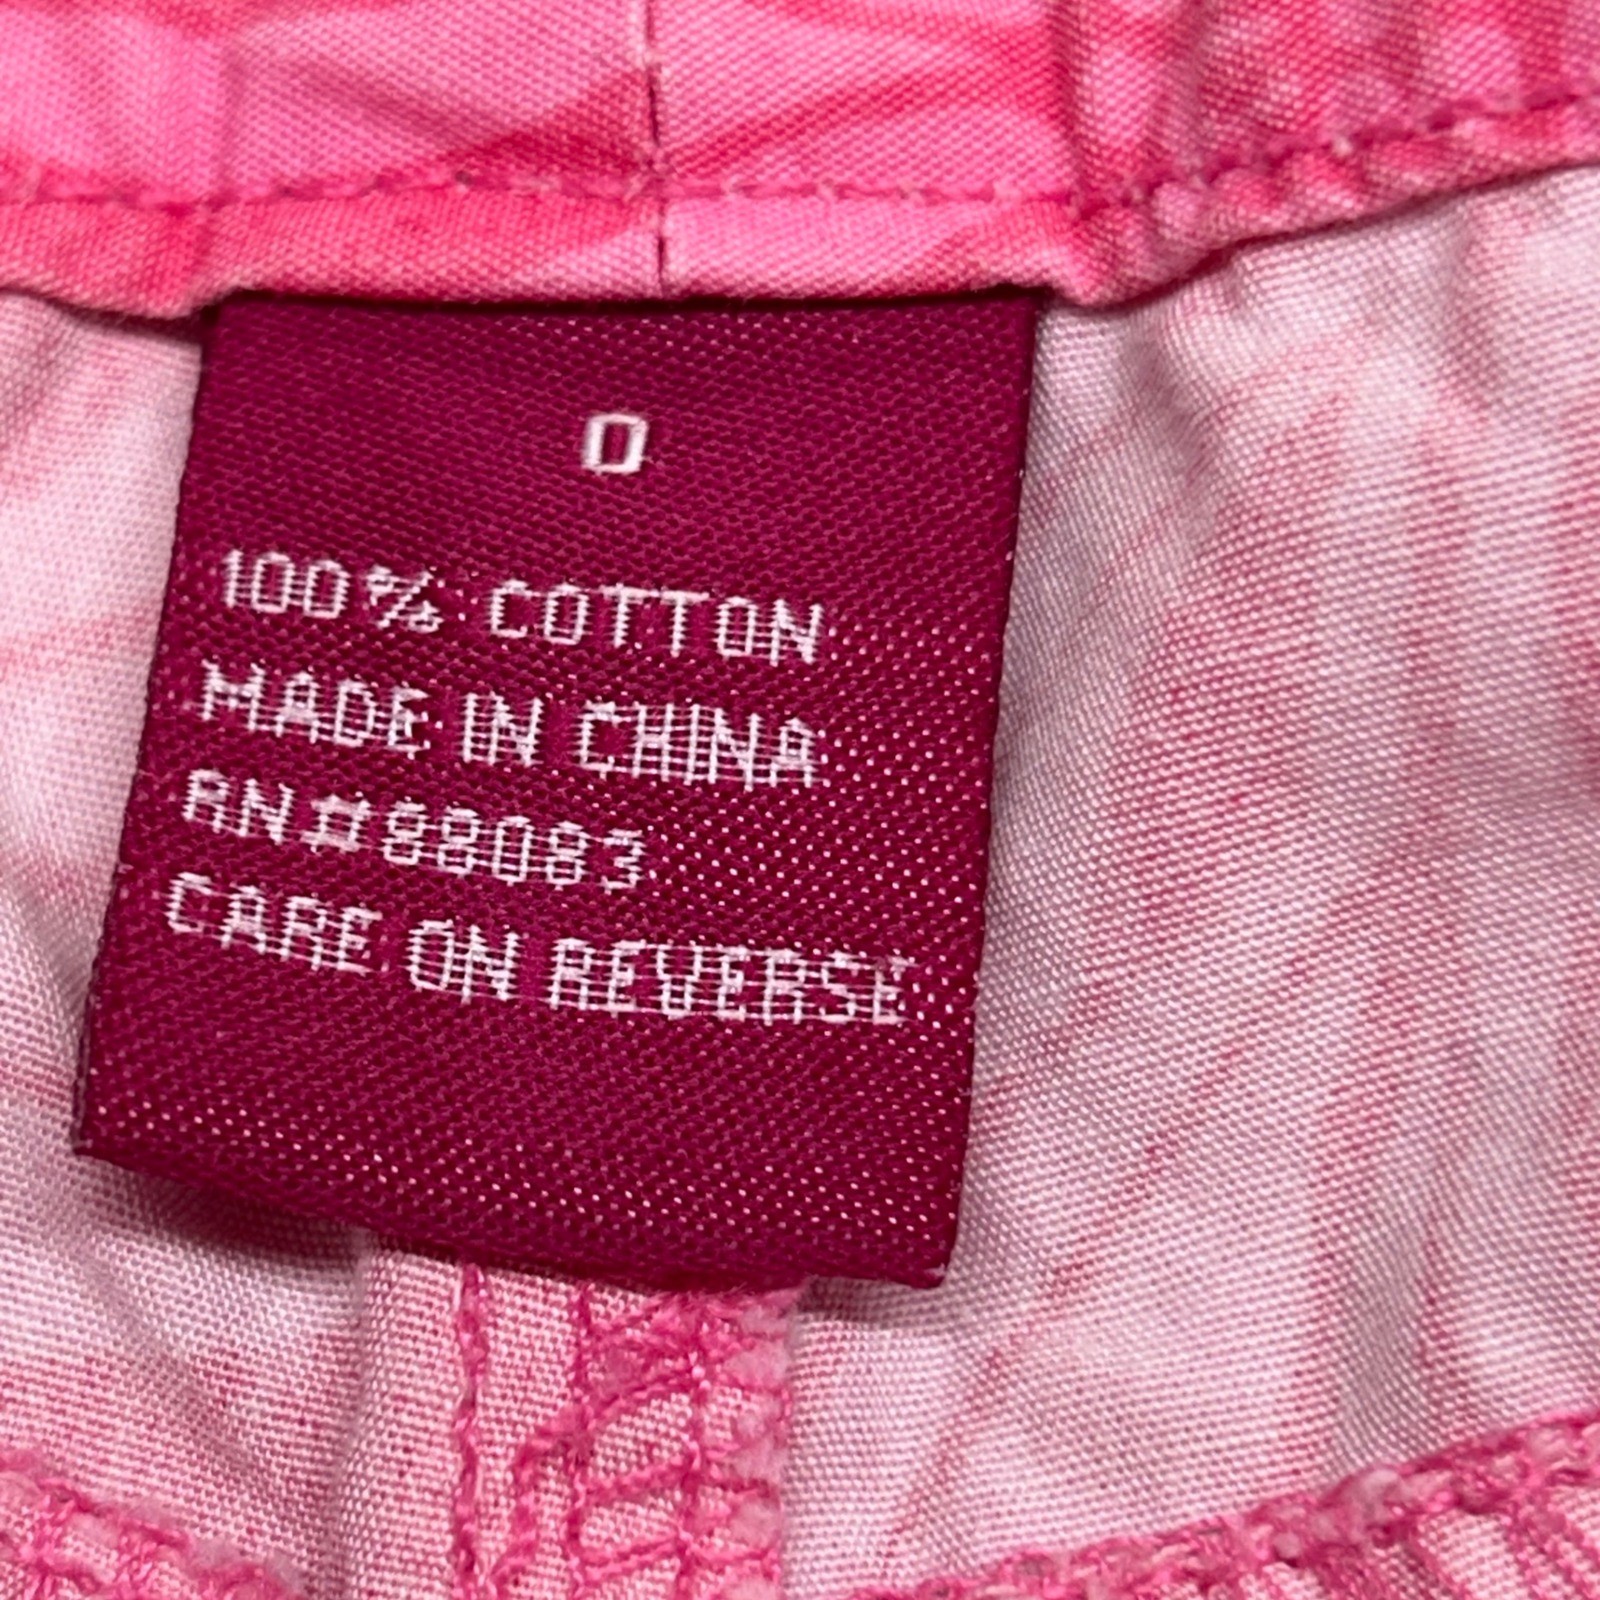 0
100% COTTON
MADE IN CHINA
RN#88083
CARE ON REVERSE